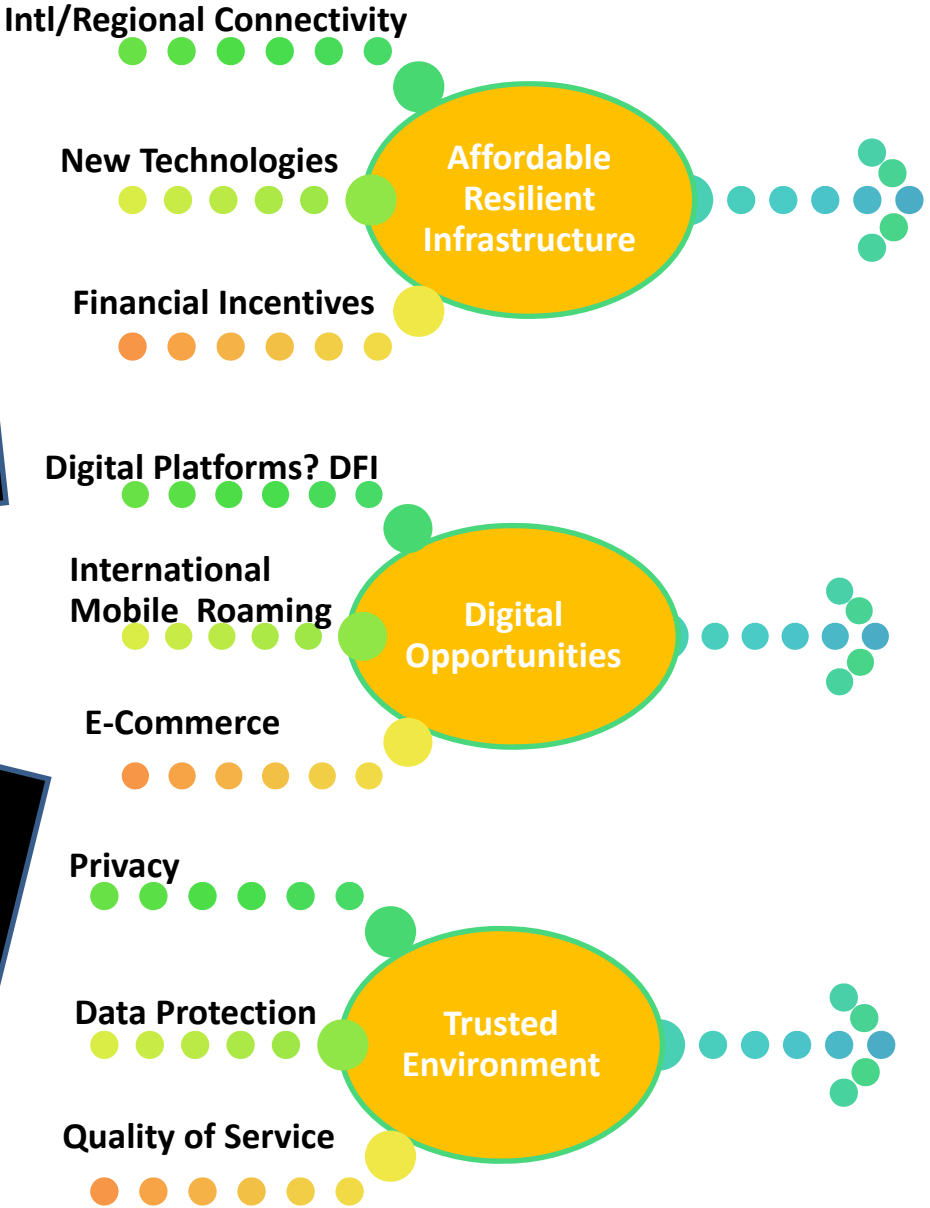 Intl/Regional Connectivity
New Technologies
Financial Incentives
Affordable
Resilient
Infrastructure
Digital Platforms? DFI
International
Mobile  Roaming
E-Commerce
Digital
Opportunities
Privacy
Data Protection
Quality of Service
Trusted
Environment